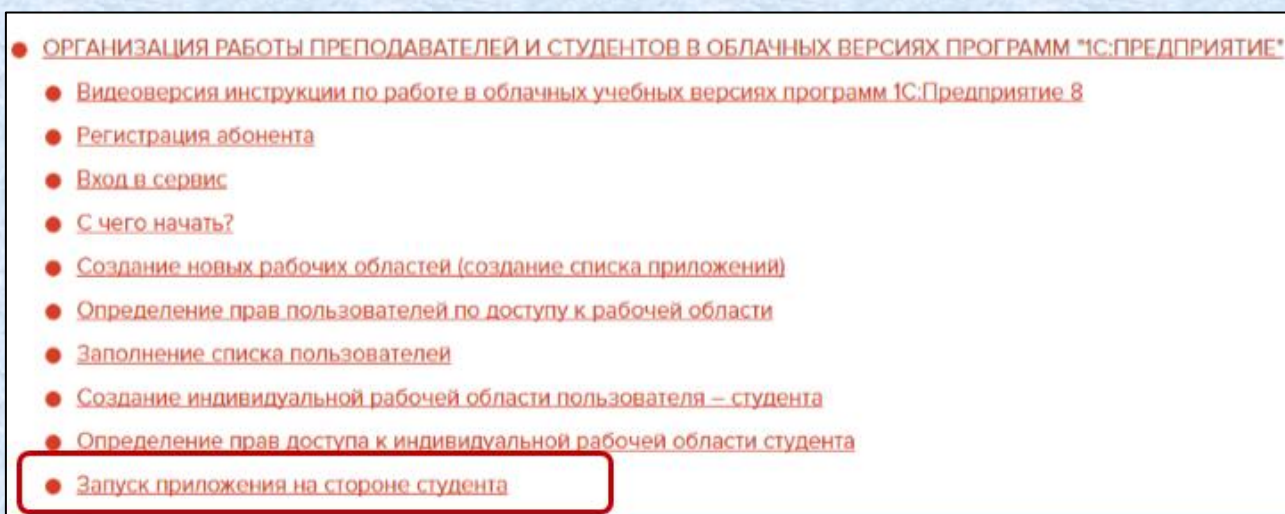 ОРГАНИЗАЦИЯ РАБОТЫ ПРЕПОДАВАТЕЛЕЙ И СТУДЕНТОВ В ОБЛАЧНЫХ ВЕРСИЯХ ПРОГРАММ "1С:ПРЕДПРИЯТИЕ"
Видеоверсия инструкции по работе в облачных учебных версиях программ 1С:Предприятие 8
Регистрация абонента
Вход в сервис
С чего начать?
Создание новых рабочих областей (создание списка приложений)
Определение прав пользователей по доступу к рабочей области
Заполнение списка пользователей
Создание индивидуальной рабочей области пользователя – студента
Определение прав доступа к индивидуальной рабочей области студента
Запуск приложения на стороне студента